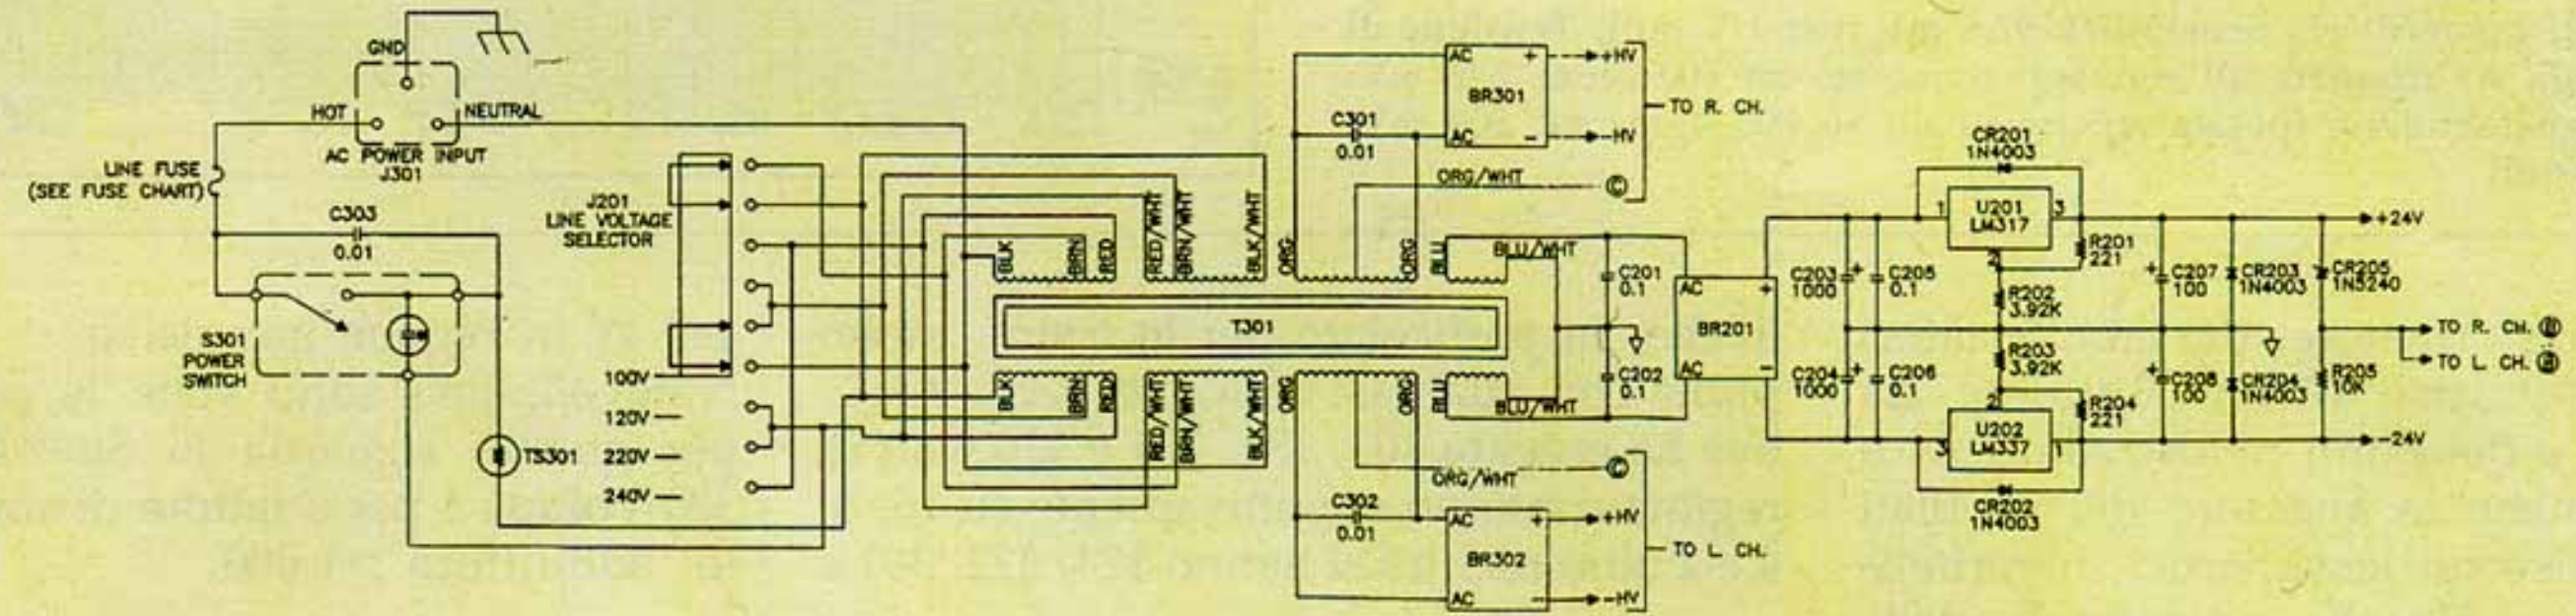 GND
HOT
NEUTRAL
AC POWER INPUT
J301
LINE FUSE
(SEE FUSE CHART)
C303
0.01
S301
POWER
SWITCH
TS301
J201
LINE VOLTAGE
SELECTOR
100V
120V
220V
240V
BLK
BRN
RED
RED/WHT
BRN/WHT
BLK/WHT
ORG
ORG
BLU
BLU/WHT
T301
BLK
BRN
RED
RED/WHT
BRN/WHT
BLK/WHT
ORG
ORG
BLU
BLU/WHT
C301
0.01
AC
+
BR301
AC
−
+HV
-HV
TO R. CH.
ORG/WHT
C
ORG/WHT
C
C302
0.01
AC
+
BR302
AC
−
+HV
-HV
TO L CH.
C201
0.1
C202
0.1
AC
+
BR201
AC
−
C203
1000
+
C205
0.1
C204
1000
+
C206
0.1
CR201
1N4003
1
U201
LM317
3
2
R201
221
R202
3.92K
R203
3.92K
R204
221
2
U202
LM337
3
1
CR202
1N4003
+
C207
100
CR203
1N4003
CR205
1N5240
+
C208
100
CR204
1N4003
R205
10K
+24V
TO R. CH.
TO L CH.
-24V